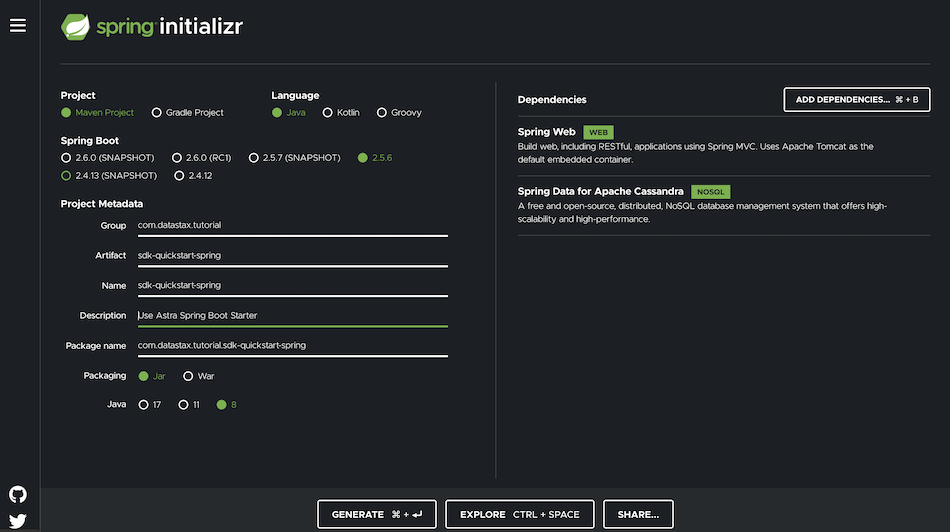 spring initializr
Project
Maven Project Gradle Project
Language
Java Kotlin Groovy
Spring Boot
2.6.0 (SNAPSHOT) 2.6.0 (RC1) 2.5.7 (SNAPSHOT) 2.5.6
2.4.13 (SNAPSHOT) 2.4.12
Project Metadata
Group com.datastax.tutorial
Artifact sdk-quickstart-spring
Name sdk-quickstart-spring
Description Use Astra Spring Boot Starter
Package name com.datastax.tutorial.sdk-quickstart-spring
Packaging Jar War
Java 17 11 8
Dependencies
ADD DEPENDENCIES... ⌘ + B
Spring Web WEB
Build web, including RESTful, applications using Spring MVC. Uses Apache Tomcat as the
default embedded container.
Spring Data for Apache Cassandra NOSQL
A free and open-source, distributed, NoSQL database management system that offers high-
scalability and high-performance.
GENERATE ⌘ + ↵
EXPLORE CTRL + SPACE
SHARE...